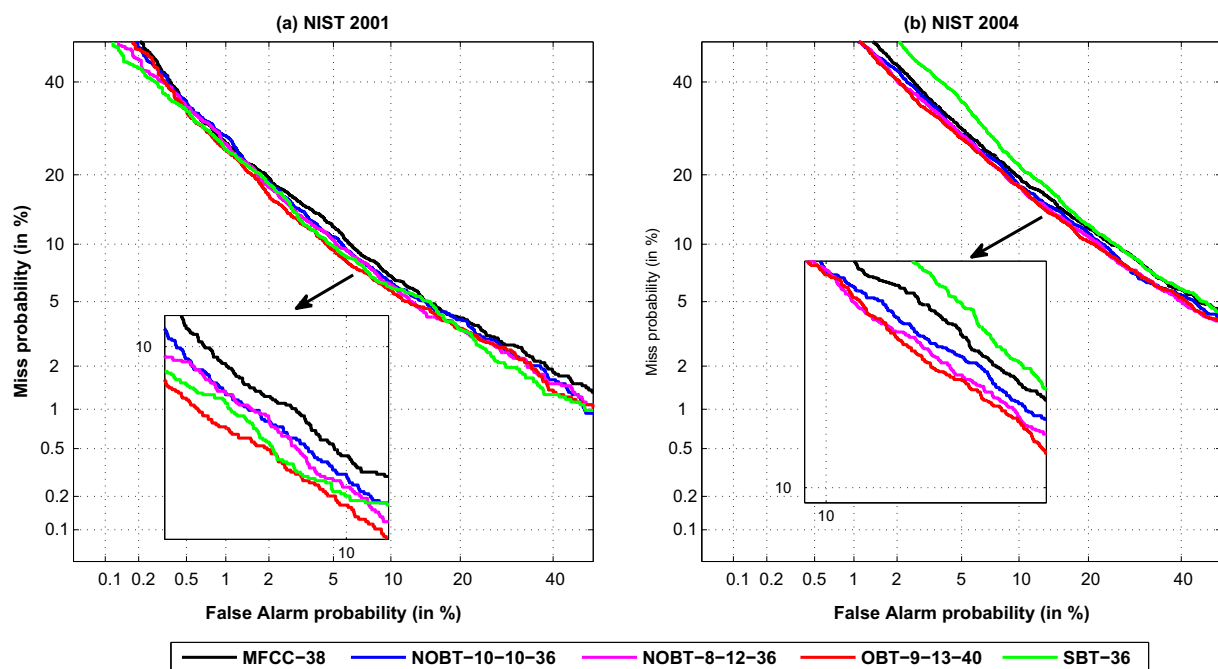 (a) NIST 2001
(b) NIST 2004
Miss probability (in %)
40
20
10
5
2
1
0.5
0.2
0.1
10
10
0.1 0.2 0.5 1 2 5 10 20 40
False Alarm probability (in %)
Miss probability (in %)
40
20
10
5
2
1
0.5
0.2
0.1
10
10
0.1 0.2 0.5 1 2 5 10 20 40
False Alarm probability (in %)
MFCC−38 NOBT−10−10−36 NOBT−8−12−36 OBT−9−13−40 SBT−36